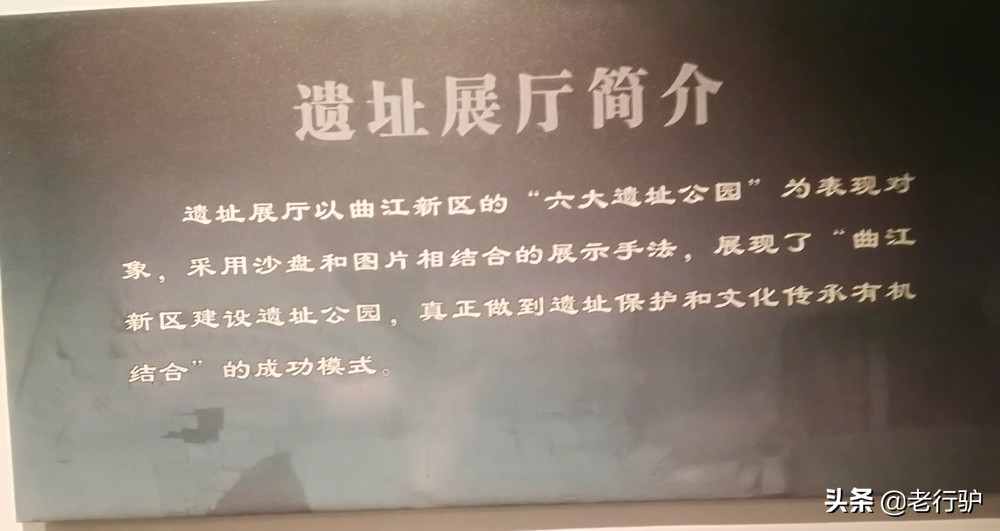 遗址展厅简介
遗址展厅以曲江新区的“六大遗址公园”为表现对
象，采用沙盘和图片相结合的展示手法，展现了“曲江
新区建设遗址公园，真正做到遗址保护和文化传承有机
结合”的成功模式。
头条 @老行驴